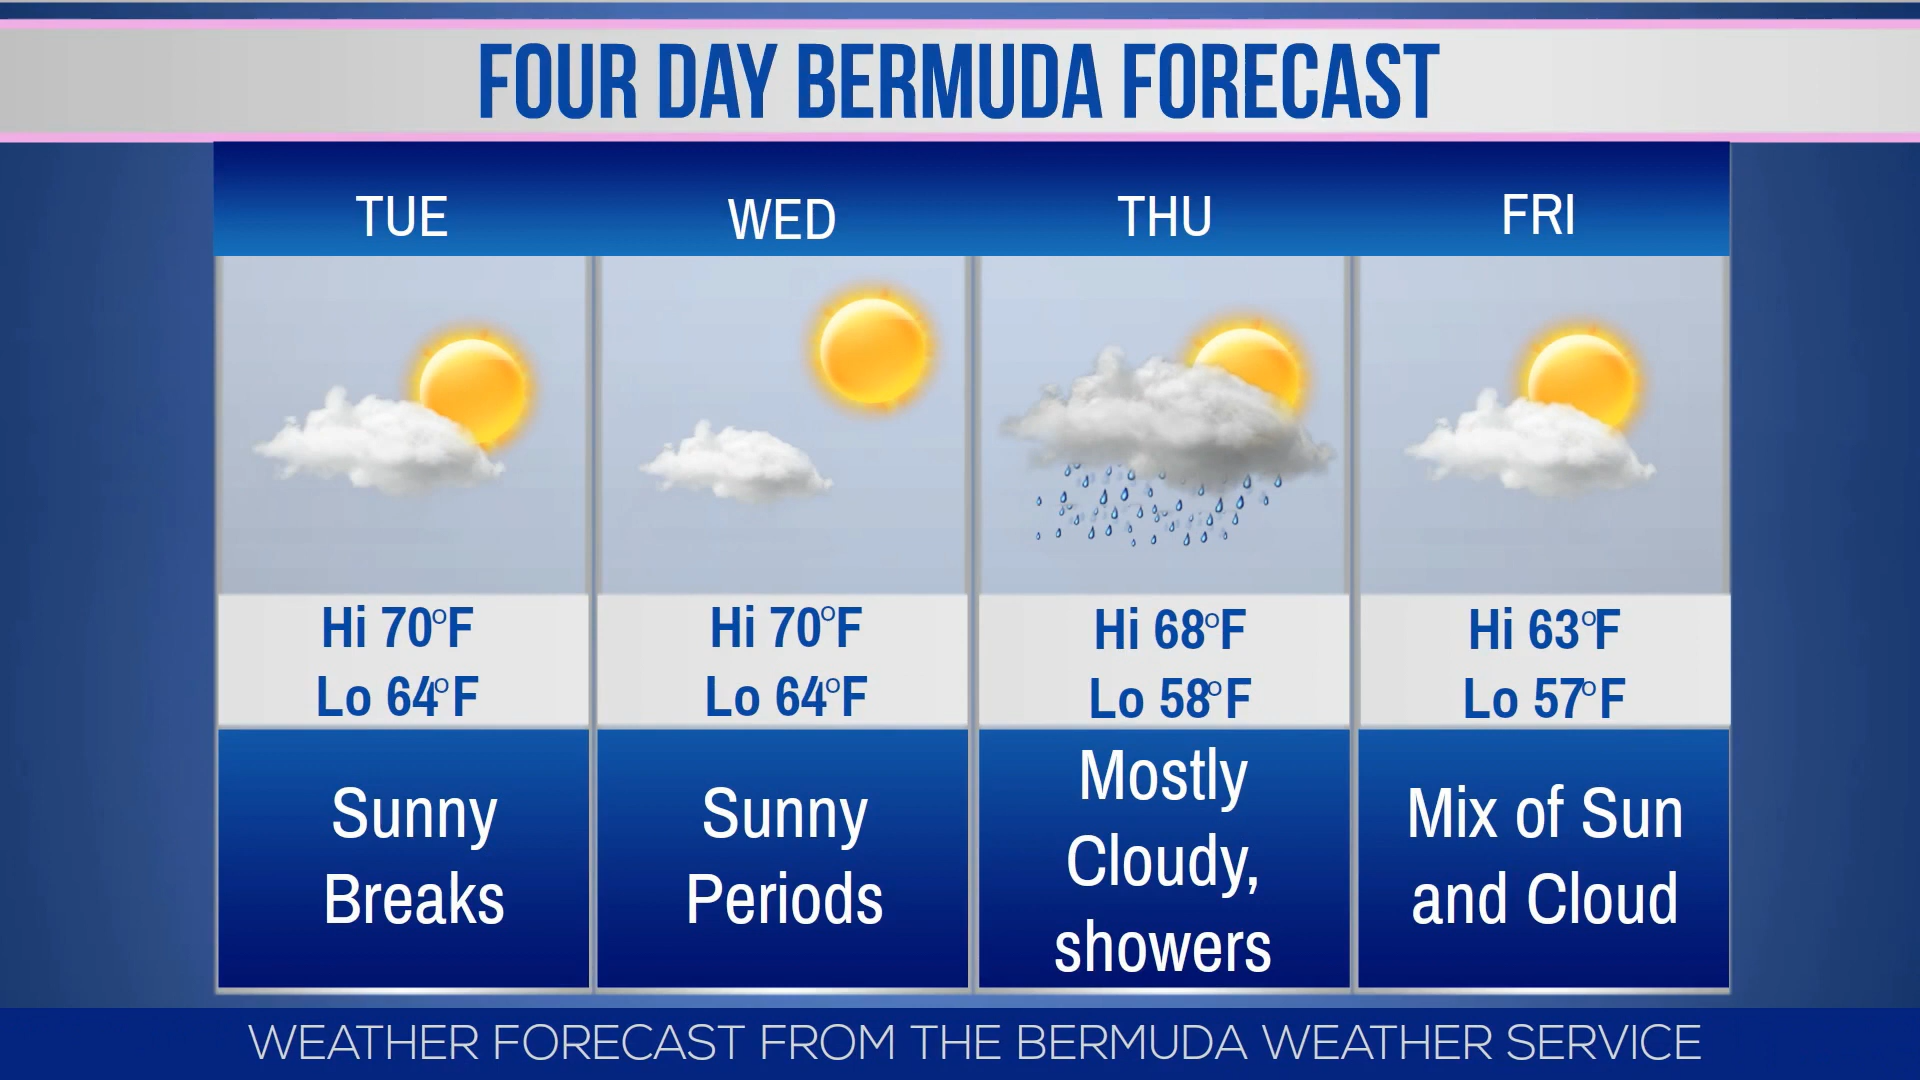 FOUR DAY BERMUDA FORECAST
TUE
WED
THU
FRI
Hi 70°F
Lo 64°F
Hi 70°F
Lo 64°F
Hi 68°F
Lo 58°F
Hi 63°F
Lo 57°F
Sunny
Breaks
Sunny
Periods
Mostly
Cloudy,
showers
Mix of Sun
and Cloud
WEATHER FORECAST FROM THE BERMUDA WEATHER SERVICE